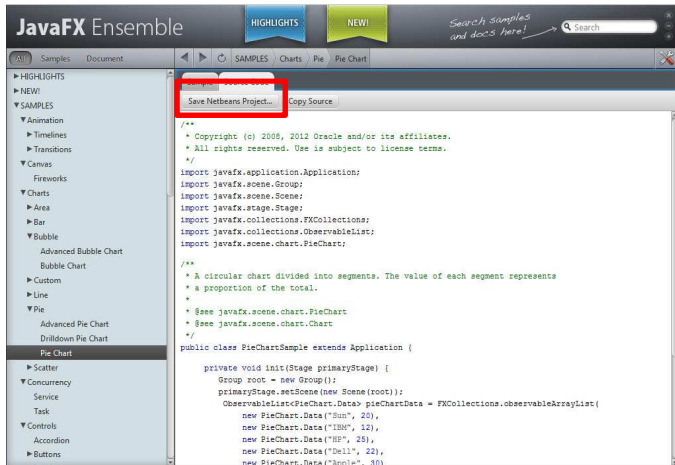 JavaFX Ensemble
HIGHLIGHTS
NEW!
Search samples
and docs here!
Search
All Samples Document
SAMPLES Charts Pie Pie Chart
HIGHLIGHTS
NEW!
SAMPLES
Animation
Timelines
Transitions
Canvas
Fireworks
Charts
Area
Bar
Bubble
Advanced Bubble Chart
Bubble Chart
Custom
Line
Pie
Advanced Pie Chart
Drilldown Pie Chart
Pie Chart
Scatter
Concurrency
Service
Task
Controls
Accordion
Buttons
Sample Source Code
Save Netbeans Project... Copy Source
/**
* Copyright (c) 2008, 2012 Oracle and/or its affiliates.
* All rights reserved. Use is subject to license terms.
*/
import javafx.application.Application;
import javafx.scene.Group;
import javafx.scene.Scene;
import javafx.stage.Stage;
import javafx.collections.FXCollections;
import javafx.collections.ObservableList;
import javafx.scene.chart.PieChart;
/**
* A circular chart divided into segments. The value of each segment represents
* a proportion of the total.
*
* @see javafx.scene.chart.PieChart
* @see javafx.scene.chart.Chart
*/
public class PieChartSample extends Application {
private void init(Stage primaryStage) {
Group root = new Group();
primaryStage.setScene(new Scene(root));
ObservableList<PieChart.Data> pieChartData = FXCollections.observableArrayList(
new PieChart.Data("Sun", 20),
new PieChart.Data("IBM", 12),
new PieChart.Data("HP", 25),
new PieChart.Data("Dell", 22),
new PieChart.Data("Apple", 30)